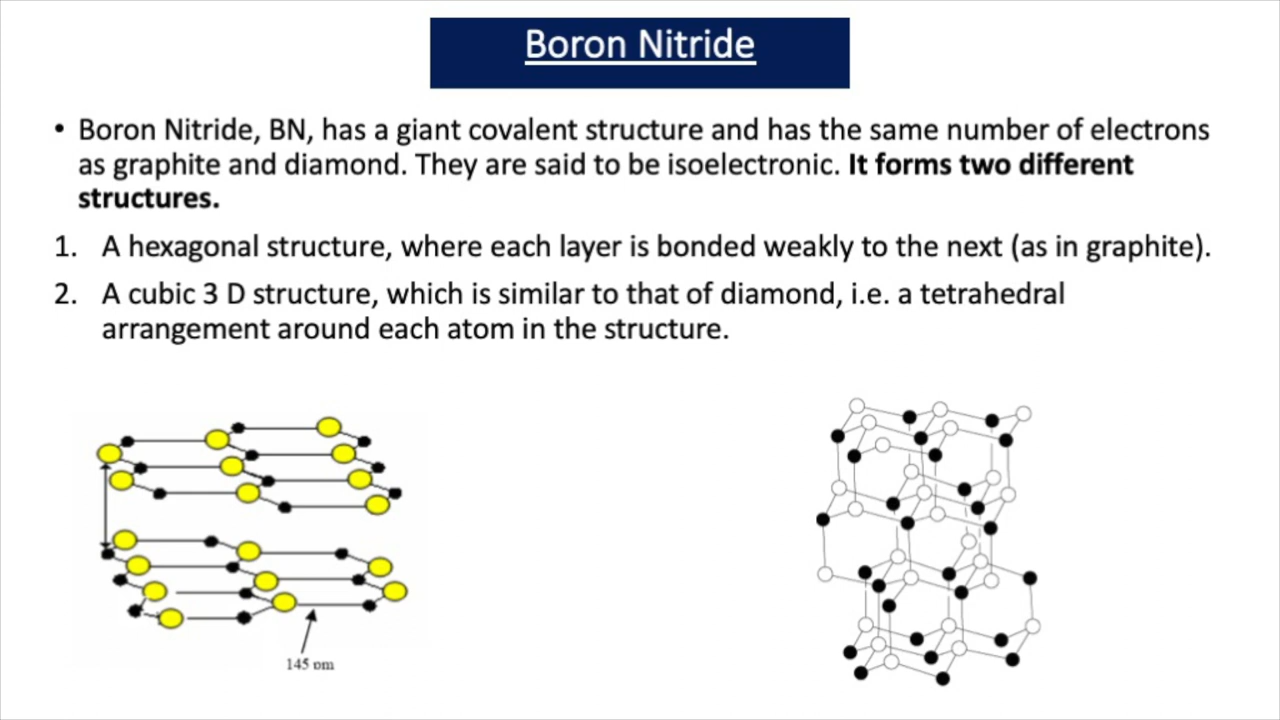 Boron Nitride
• Boron Nitride, BN, has a giant covalent structure and has the same number of electrons
as graphite and diamond. They are said to be isoelectronic. It forms two different
structures.
1. A hexagonal structure, where each layer is bonded weakly to the next (as in graphite).
2. A cubic 3 D structure, which is similar to that of diamond, i.e. a tetrahedral
arrangement around each atom in the structure.
145 pm